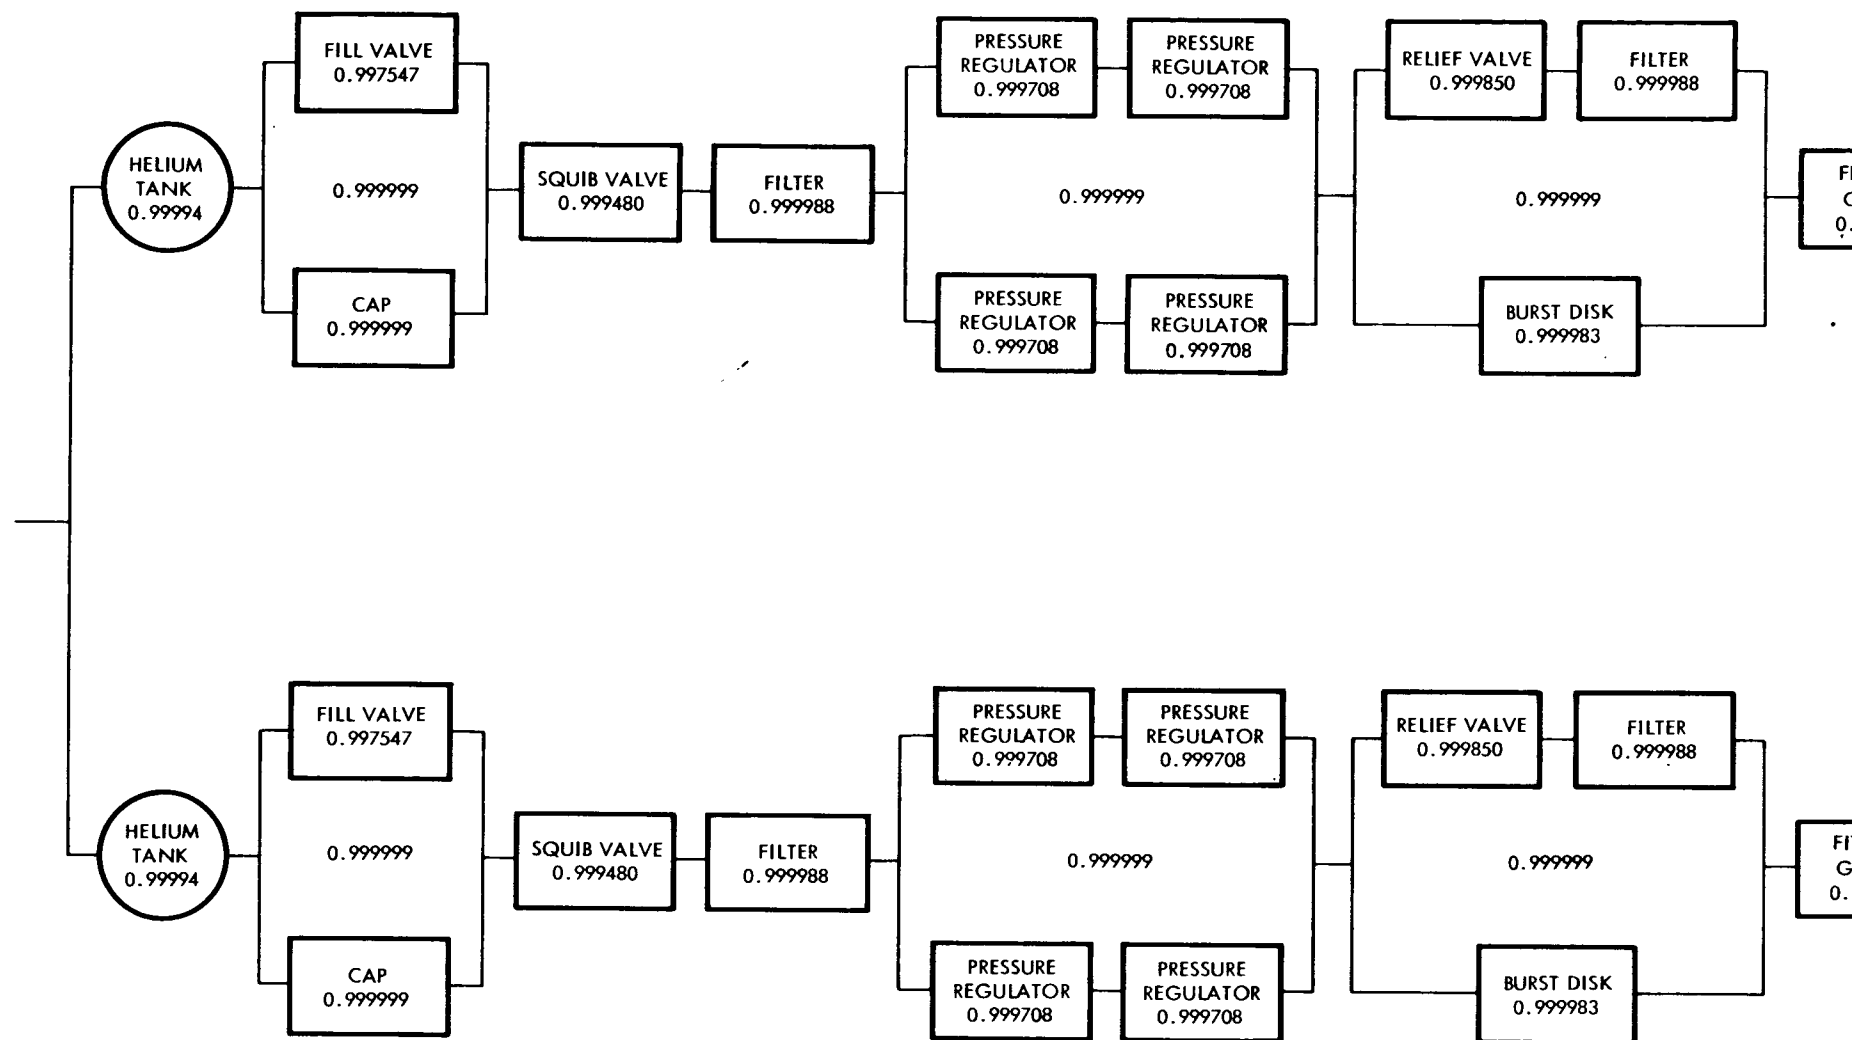 FILL VALVE
0.997547
HELIUM
TANK
0.99994
0.999999
CAP
0.999999
SQUIB VALVE
0.999480
FILTER
0.999988
PRESSURE
REGULATOR
0.999708
PRESSURE
REGULATOR
0.999708
0.999999
PRESSURE
REGULATOR
0.999708
PRESSURE
REGULATOR
0.999708
RELIEF VALVE
0.999850
FILTER
0.999988
0.999999
BURST DISK
0.999983
FILL VALVE
0.997547
HELIUM
TANK
0.99994
0.999999
CAP
0.999999
SQUIB VALVE
0.999480
FILTER
0.999988
PRESSURE
REGULATOR
0.999708
PRESSURE
REGULATOR
0.999708
0.999999
PRESSURE
REGULATOR
0.999708
PRESSURE
REGULATOR
0.999708
RELIEF VALVE
0.999850
FILTER
0.999988
0.999999
BURST DISK
0.999983